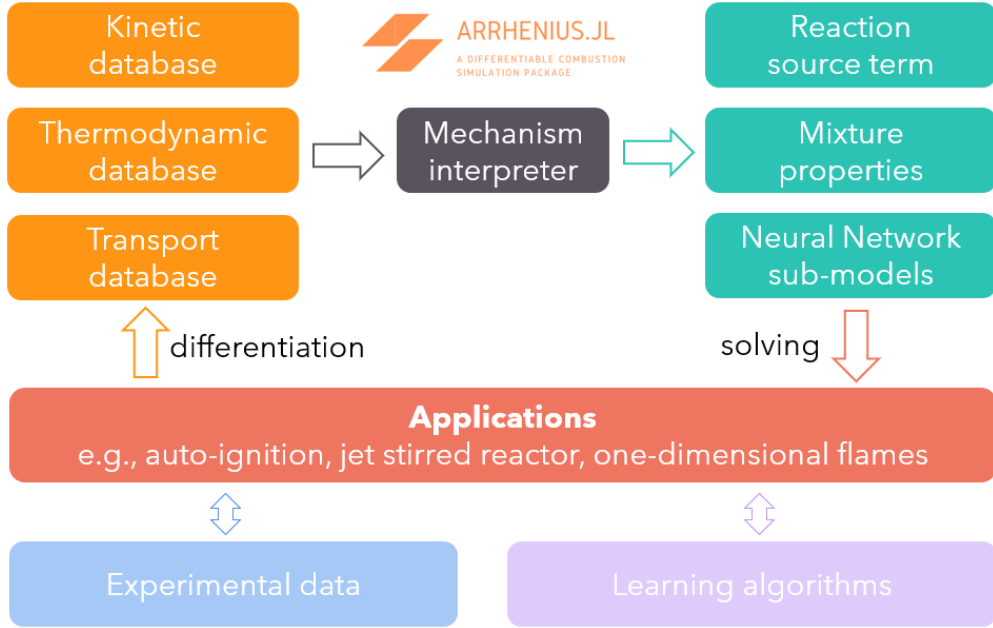 Kinetic
database
ARRHENIUS.JL
A DIFFERENTIABLE COMBUSTION
SIMULATION PACKAGE
Reaction
source term
Thermodynamic
database
Mechanism
interpreter
Mixture
properties
Transport
database
Neural Network
sub-models
differentiation
solving
Applications
e.g., auto-ignition, jet stirred reactor, one-dimensional flames
Experimental data
Learning algorithms